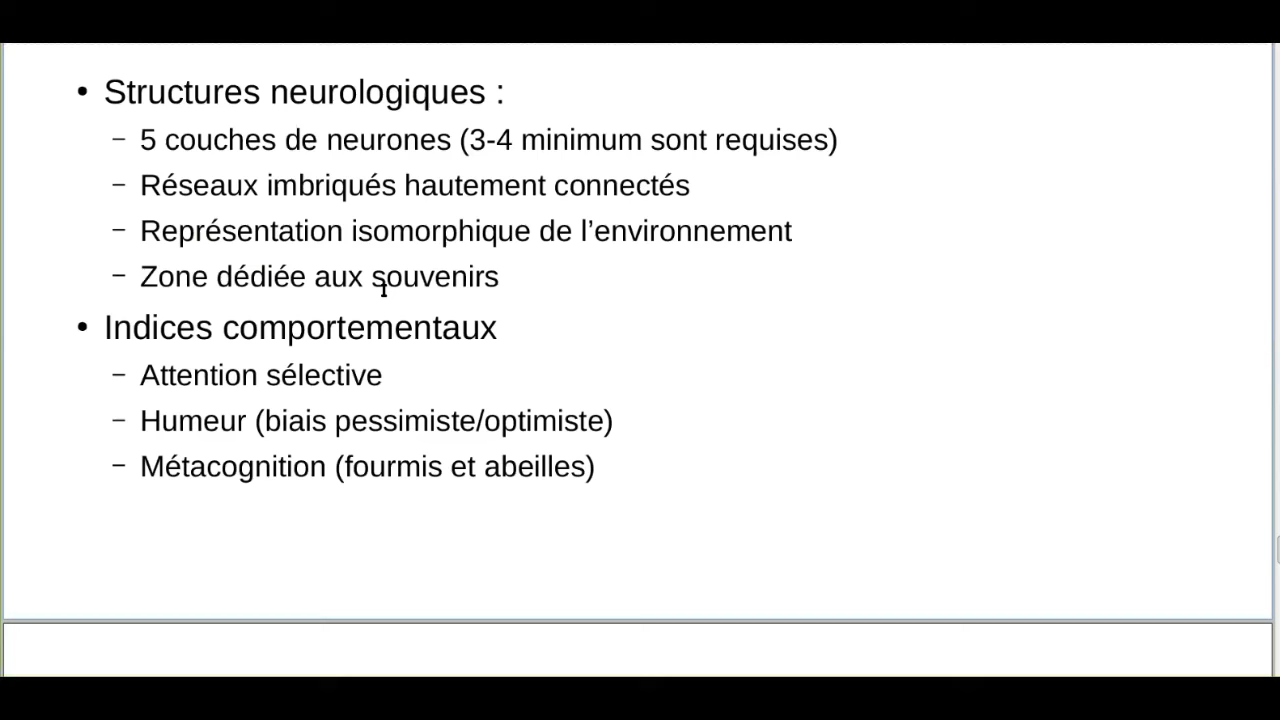 • Structures neurologiques :
– 5 couches de neurones (3-4 minimum sont requises)
– Réseaux imbriqués hautement connectés
– Représentation isomorphique de l’environnement
– Zone dédiée aux souvenirs
• Indices comportementaux
– Attention sélective
– Humeur (biais pessimiste/optimiste)
– Métacognition (fourmis et abeilles)